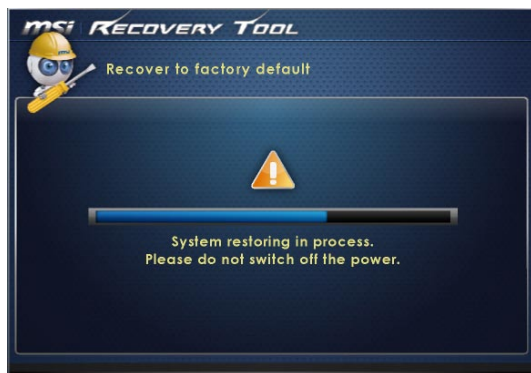 msi RECOVERY TOOL
Recover to factory default
System restoring in process.
Please do not switch off the power.